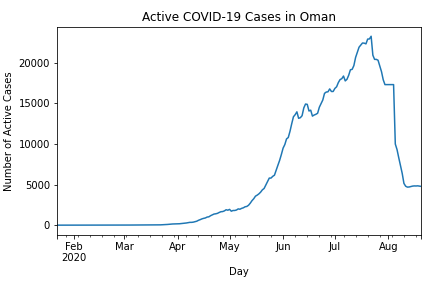 Active COVID-19 Cases in Oman
Number of Active Cases
20000
15000
10000
5000
0
Feb
2020
Mar
Apr
May
Jun
Jul
Aug
Day